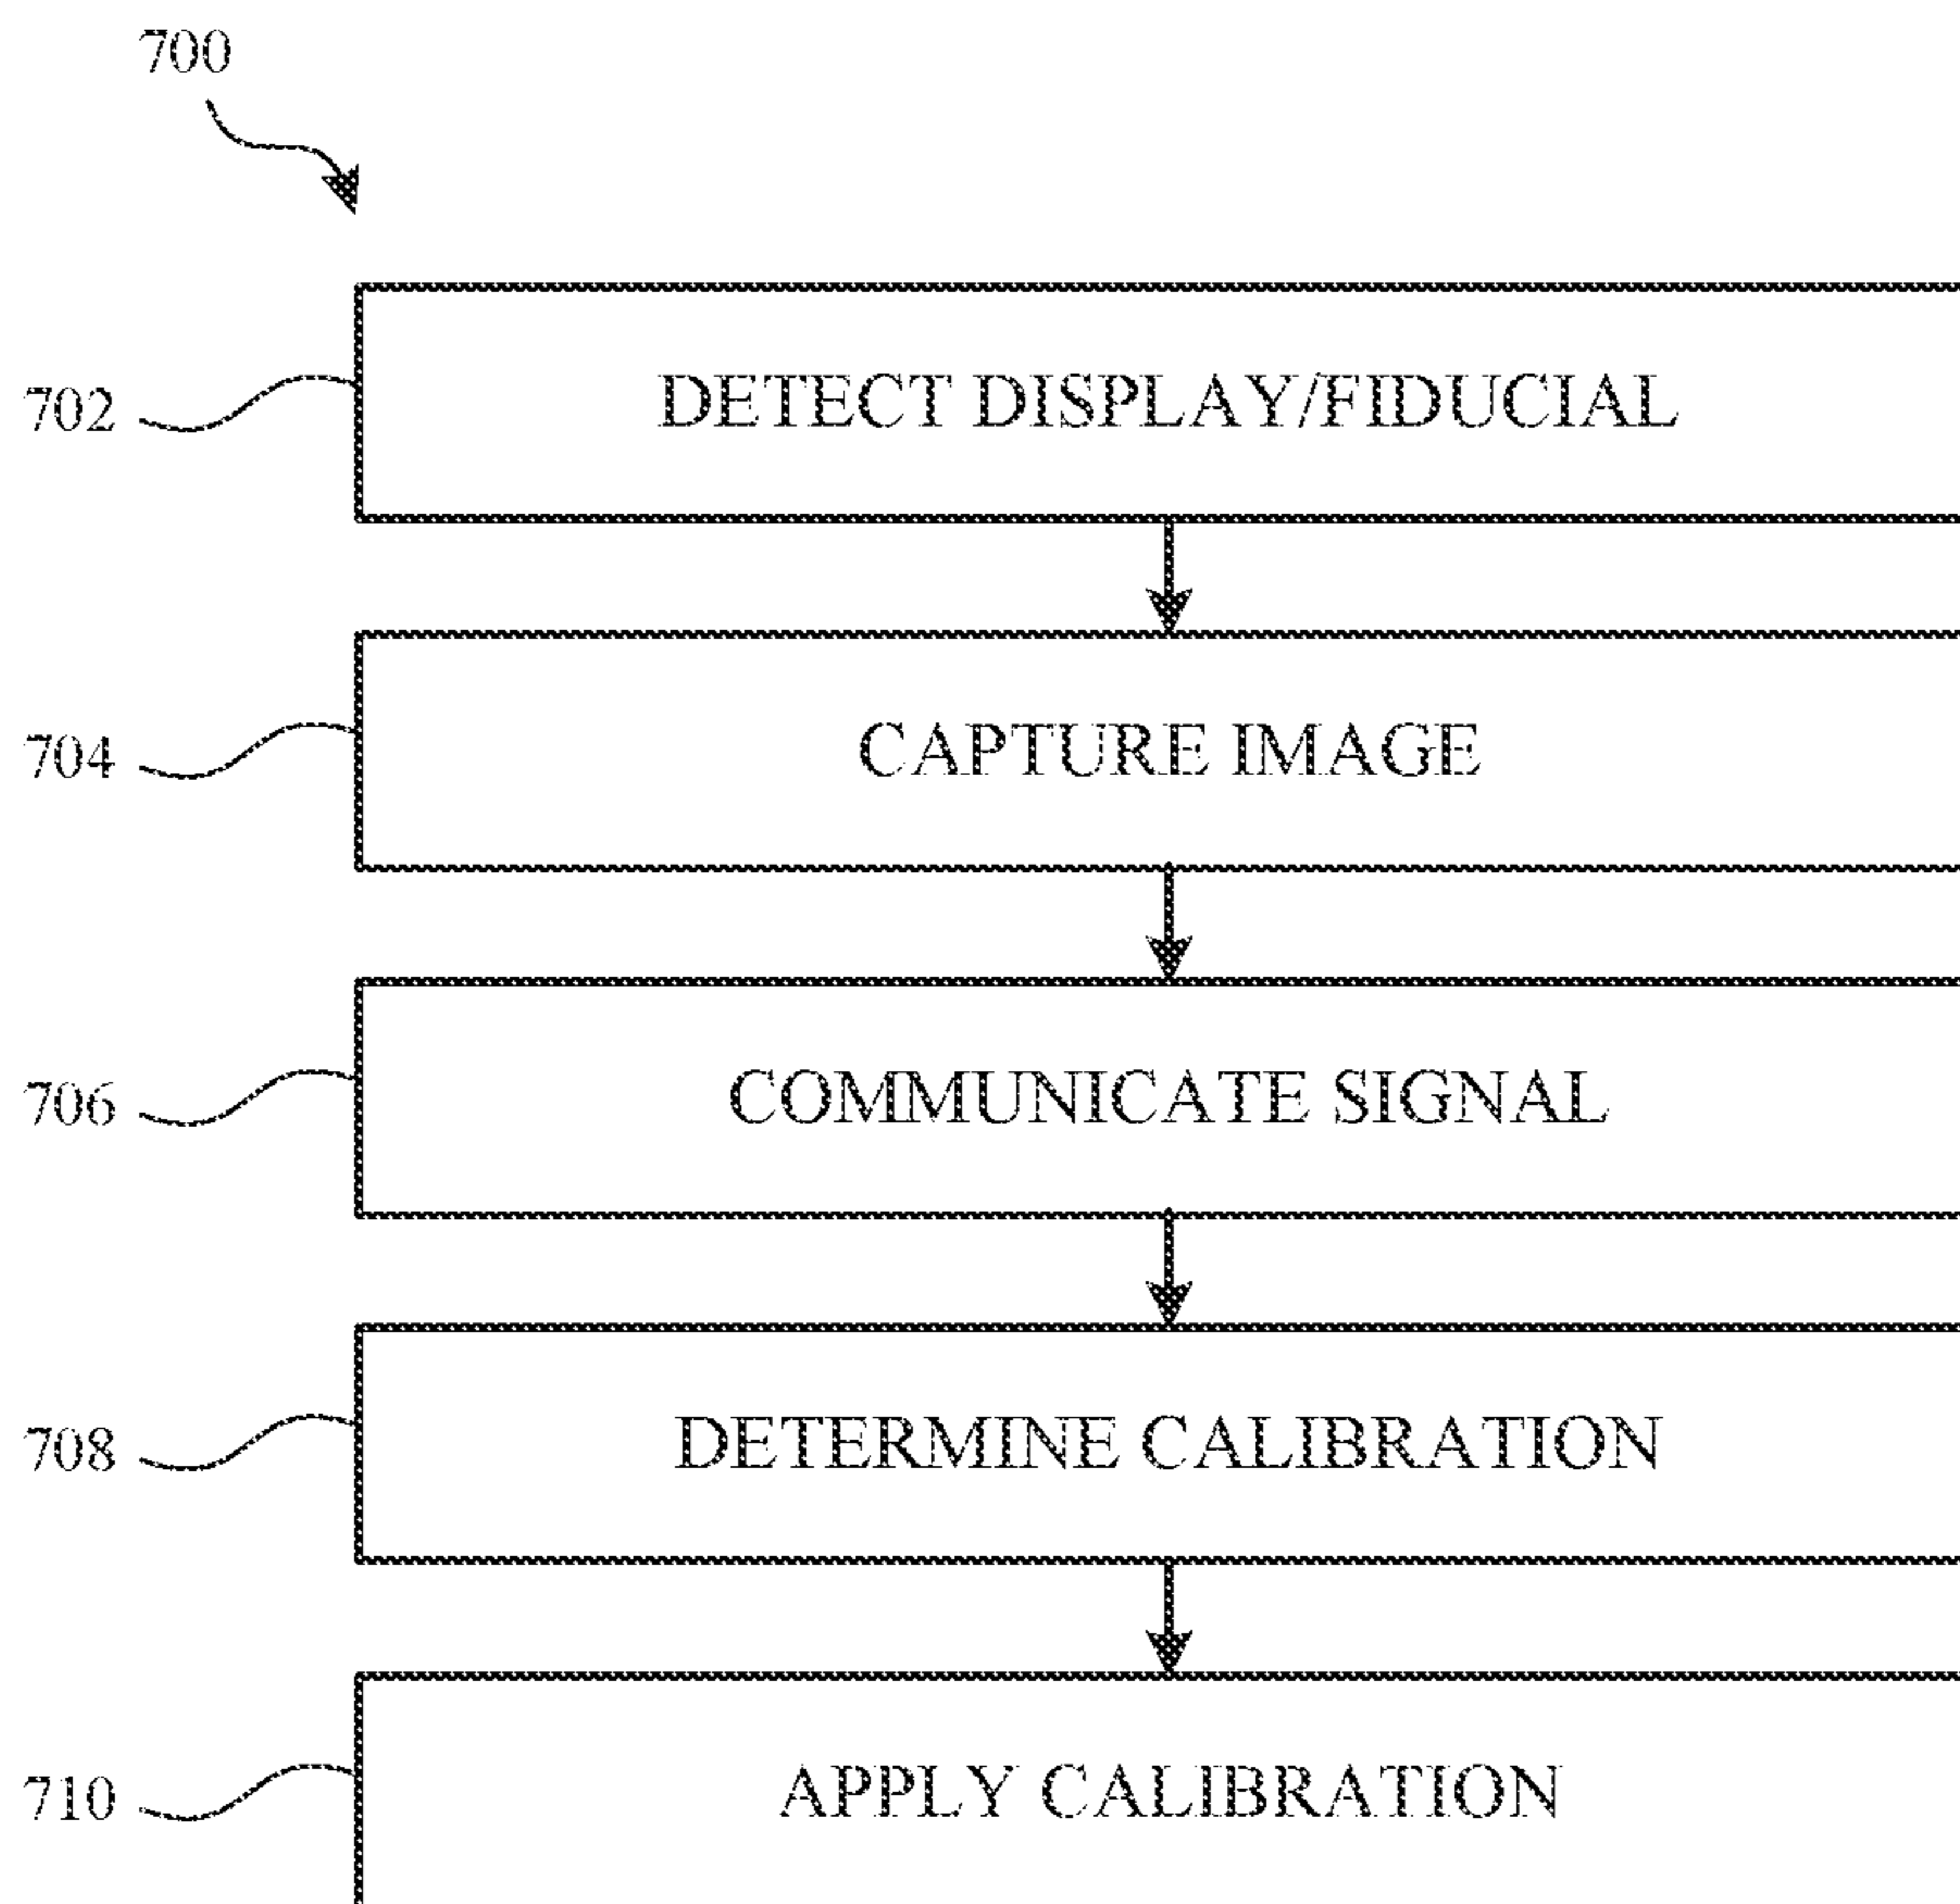 700
702 DETECT DISPLAY/FIDUCIAL
704 CAPTURE IMAGE
706 COMMUNICATE SIGNAL
708 DETERMINE CALIBRATION
710 APPLY CALIBRATION